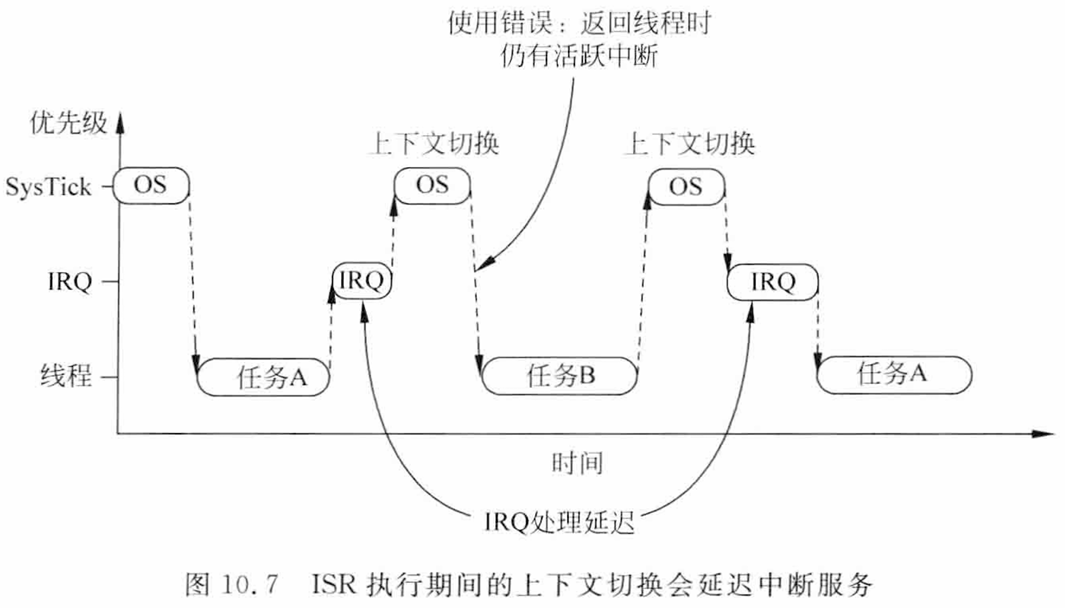 使用错误：返回线程时
仍有活跃中断
优先级
上下文切换
上下文切换
SysTick
OS
OS
OS
IRQ
IRQ
IRQ
线程
任务A
任务B
任务A
时间
IRQ处理延迟
图 10.7 ISR 执行期间的上下文切换会延迟中断服务